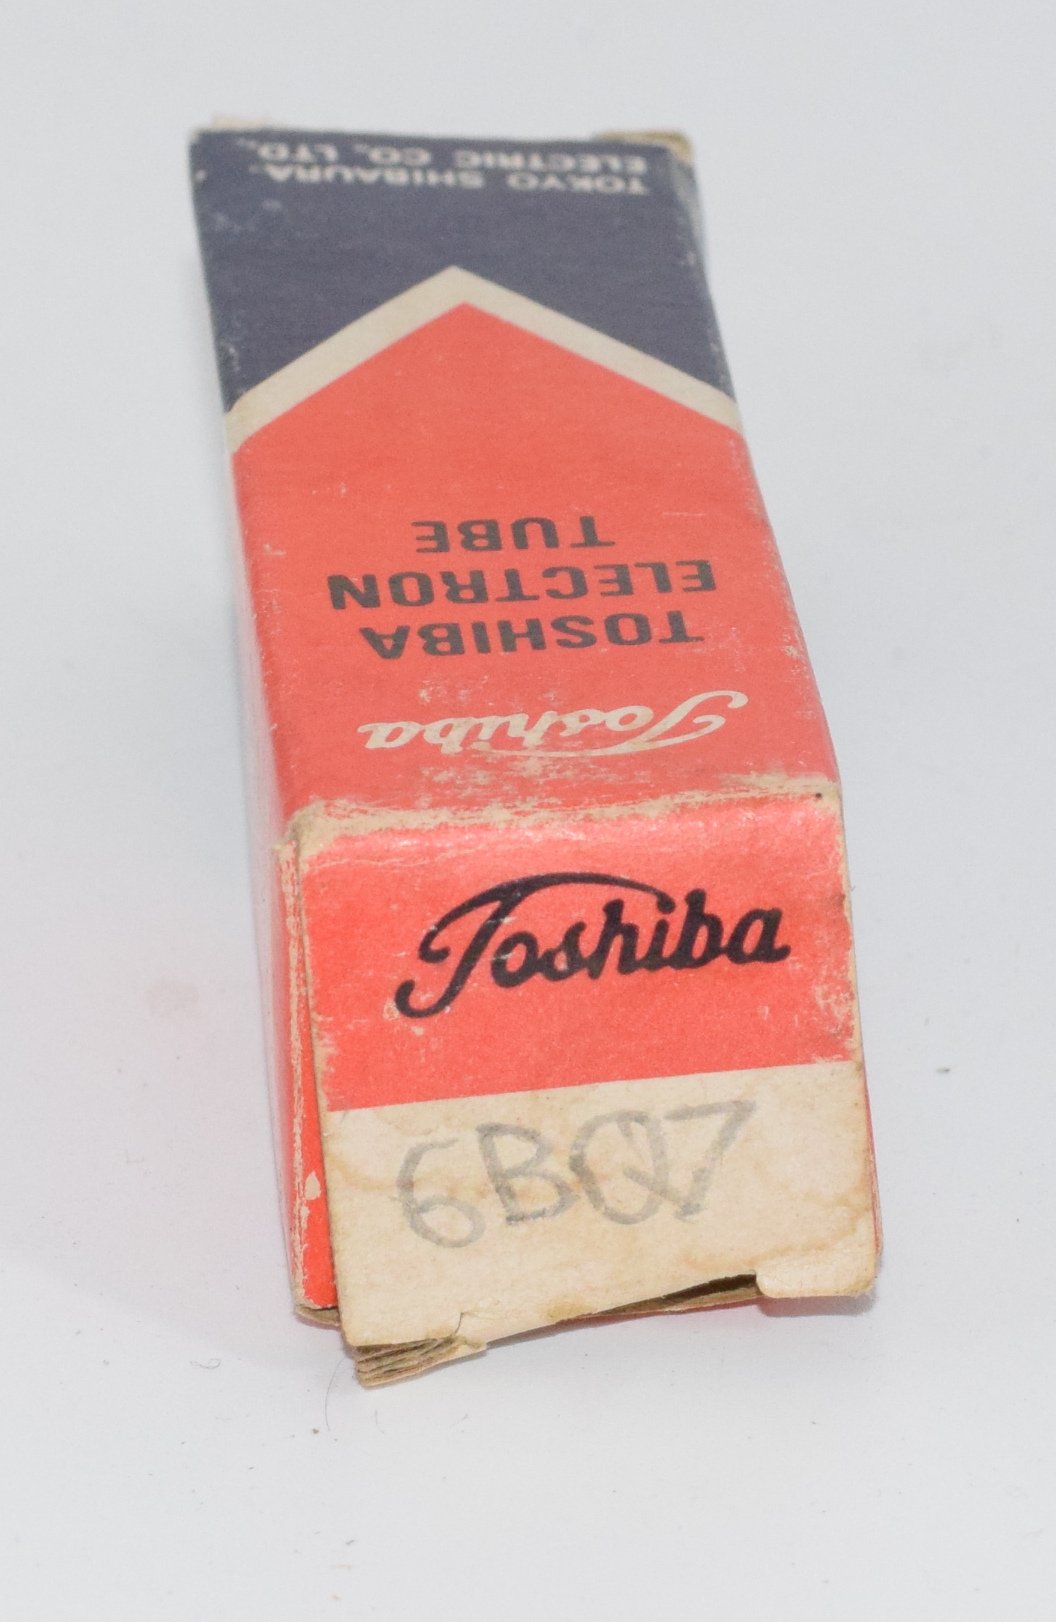 Toshiba
6BQ7
Toshiba
TOSHIBA
ELECTRON
TUBE
TOKYO SHIBAURA
ELECTRIC CO., LTD.